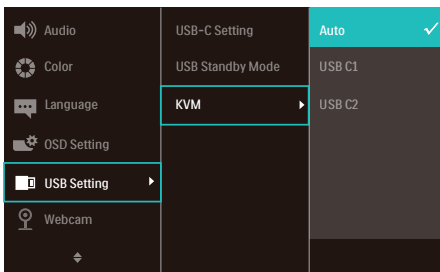 Audio
Color
Language
OSD Setting
USB Setting
Webcam
USB-C Setting
USB Standby Mode
KVM
Auto
USB C1
USB C2